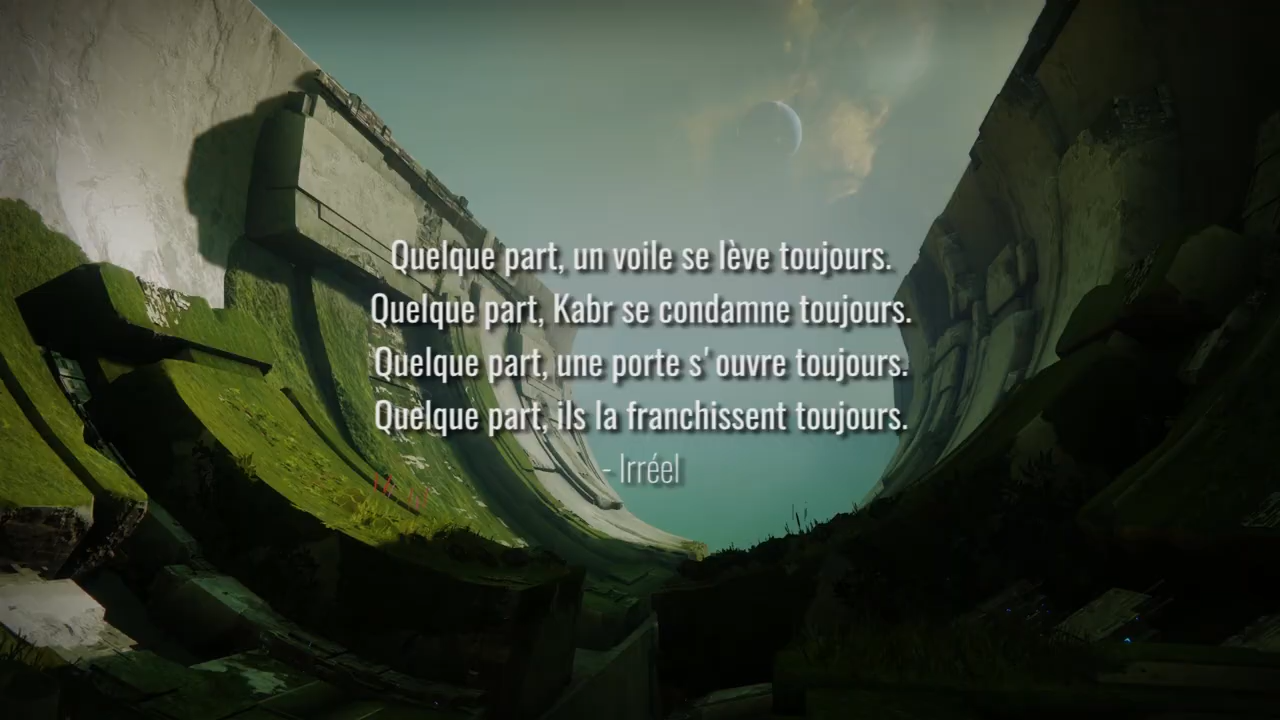 Quelque part, un voile se lève toujours.
Quelque part, Kabr se condamne toujours.
Quelque part, une porte s'ouvre toujours.
Quelque part, ils la franchissent toujours.
- Irréel